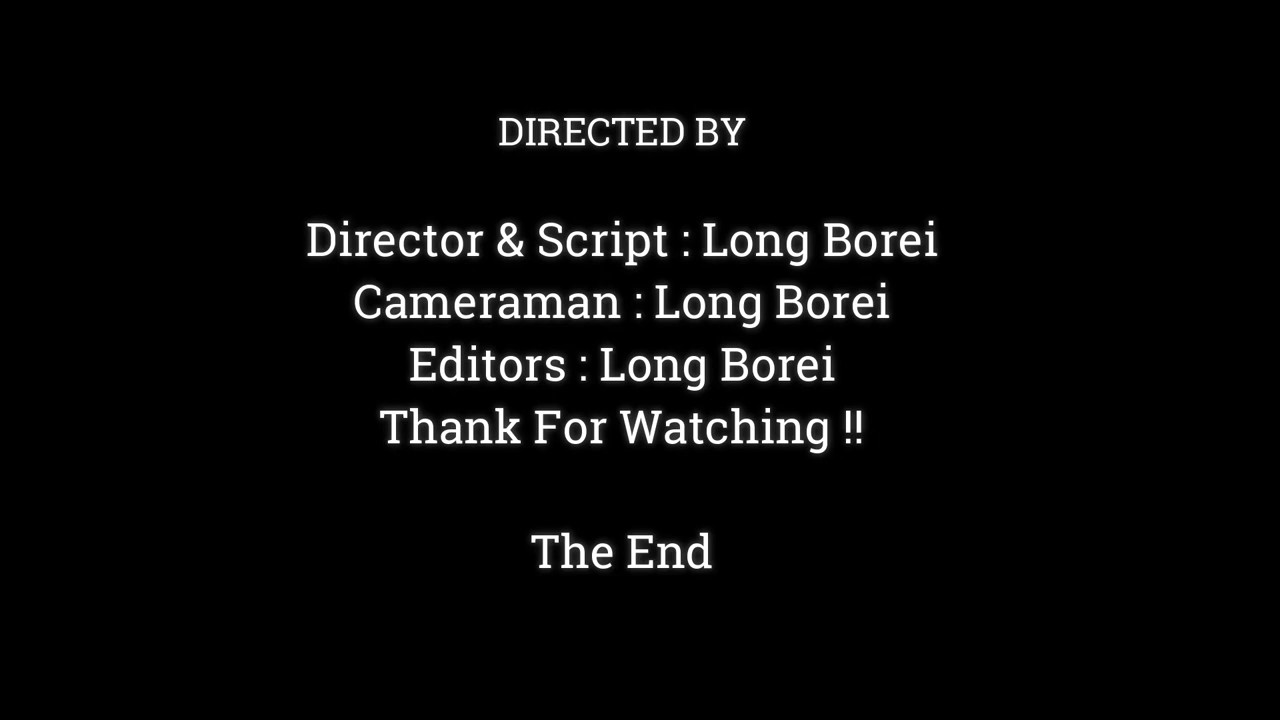 DIRECTED BY
Director & Script : Long Borei
Cameraman : Long Borei
Editors : Long Borei
Thank For Watching !!
The End